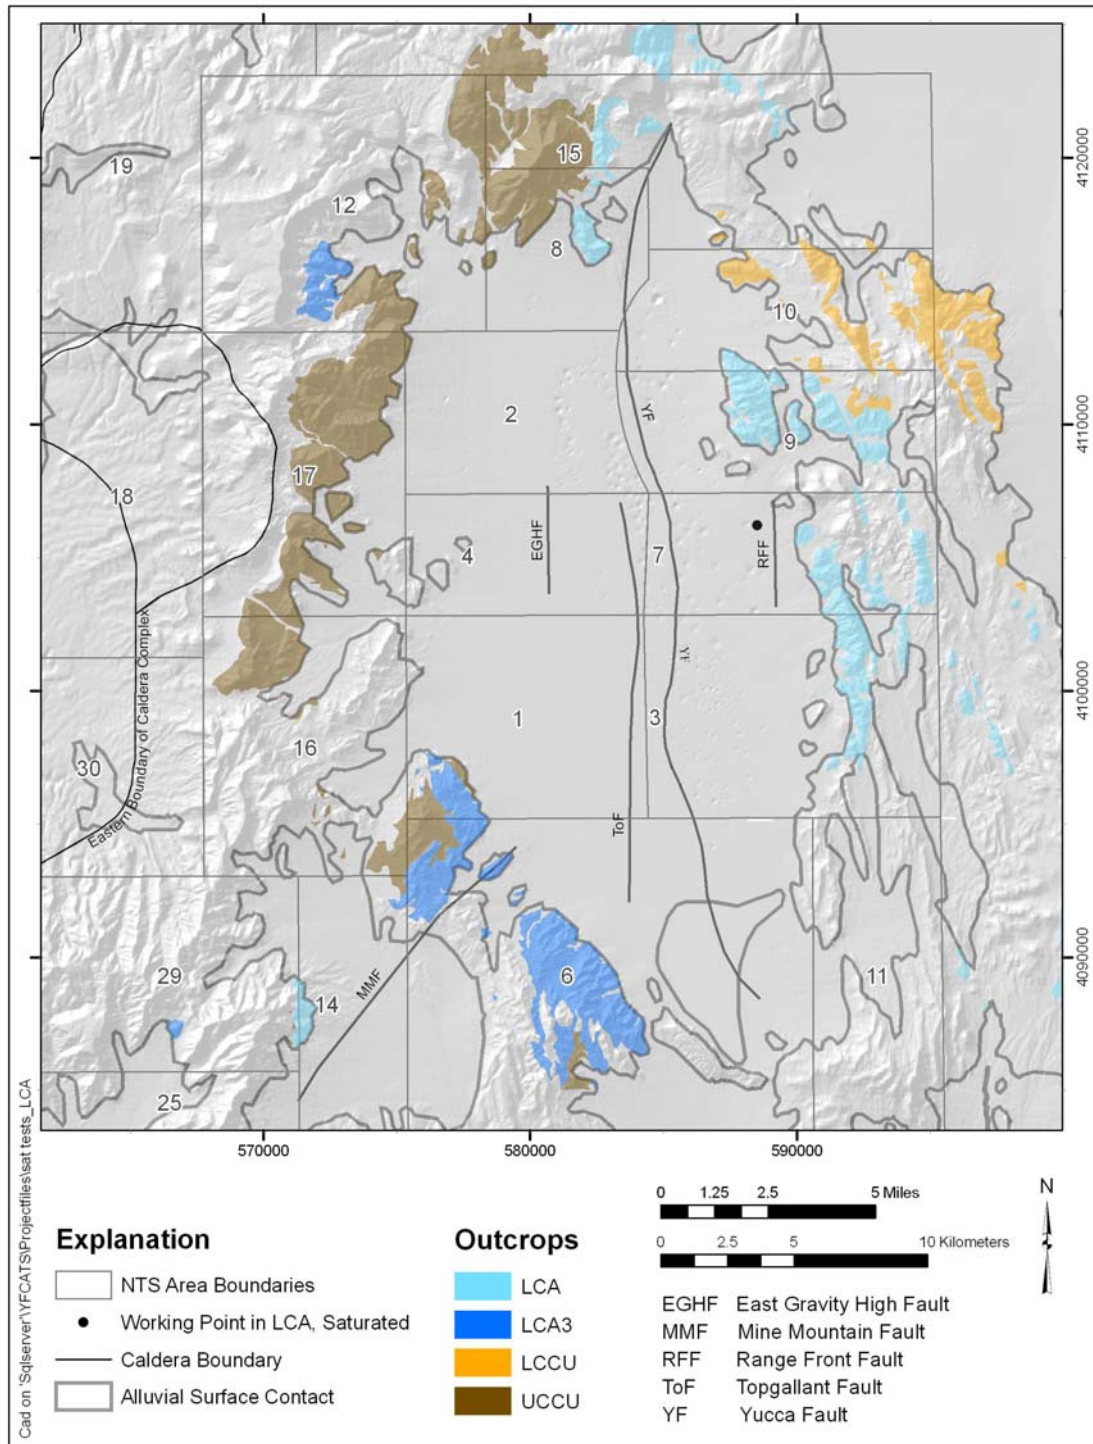 15
4120000
19
12
8
10
YF
2
4110000
9
17
18
EGHF
RFF
4
7
Eastern Boundary of Caldera Complex
YF
4100000
1
3
16
30
ToF
MMF
6
4090000
29
14
11
25
570000
580000
590000
Cad on '\Sqlserver'\YFCATS\Projectfiles\sat tests_LCA
0 1.25 2.5 5 Miles
N
0 2.5 5 10 Kilometers
Explanation
NTS Area Boundaries
Working Point in LCA, Saturated
Caldera Boundary
Alluvial Surface Contact
Outcrops
LCA
LCA3
LCCU
UCCU
EGHF East Gravity High Fault
MMF Mine Mountain Fault
RFF Range Front Fault
ToF Topgallant Fault
YF Yucca Fault